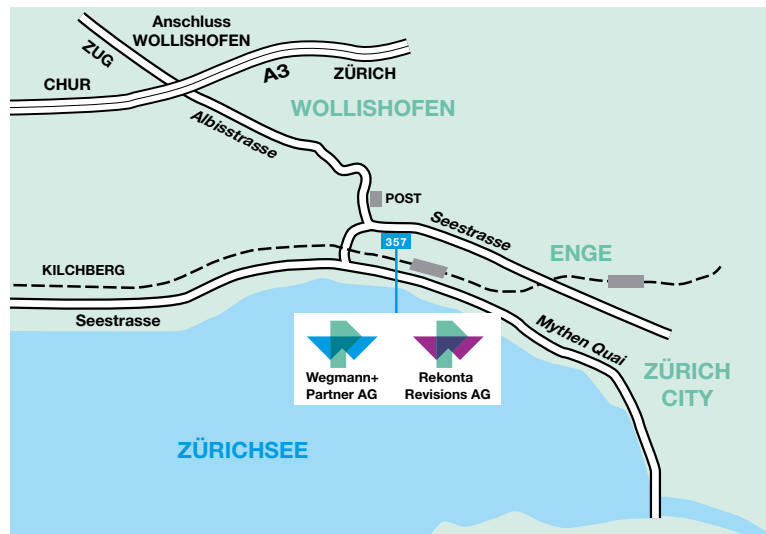 Anschluss
WOLLISHOFEN
ZUG
A3
ZÜRICH
CHUR
WOLLISHOFEN
Albisstrasse
POST
Seestrasse
357
ENGE
KILCHBERG
Seestrasse
Mythen Quai
Wegmann+
Partner AG
Rekonta
Revisions AG
ZÜRICH
CITY
ZÜRICHSEE